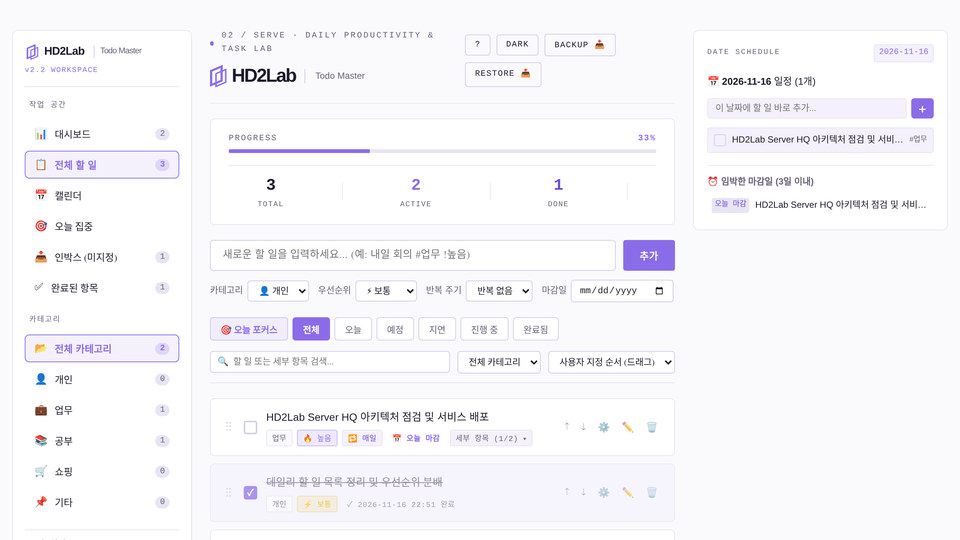 HD2Lab Todo Master
v2.2 WORKSPACE
작업 공간
대시보드 2
전체 할 일 3
캘린더
오늘 집중
인박스 (미지정) 1
완료된 항목 1
카테고리
전체 카테고리 2
개인 0
업무 1
공부 1
쇼핑 0
기타 0
02 / SERVE · DAILY PRODUCTIVITY &
TASK LAB
HD2Lab Todo Master
? DARK BACKUP
RESTORE
PROGRESS 33%
3 2 1
TOTAL ACTIVE DONE
새로운 할 일을 입력하세요... (예: 내일 회의 #업무 !높음) 추가
카테고리 개인 우선순위 보통 반복 주기 반복 없음 마감일 mm/dd/yyyy
오늘 포커스 전체 오늘 예정 지연 진행 중 완료됨
할 일 또는 세부 항목 검색... 전체 카테고리 사용자 지정 순서 (드래그)
HD2Lab Server HQ 아키텍처 점검 및 서비스 배포
업무 높음 매일 오늘 마감 세부 항목 (1/2) ▾
데일리 할 일 목록 정리 및 우선순위 분배
개인 보통 ✓ 2026-11-16 22:51 완료
DATE SCHEDULE 2026-11-16
2026-11-16 일정 (1개)
이 날짜에 할 일 바로 추가... +
HD2Lab Server HQ 아키텍처 점검 및 서비... #업무
임박한 마감일 (3일 이내)
오늘 마감 HD2Lab Server HQ 아키텍처 점검 및 서비...